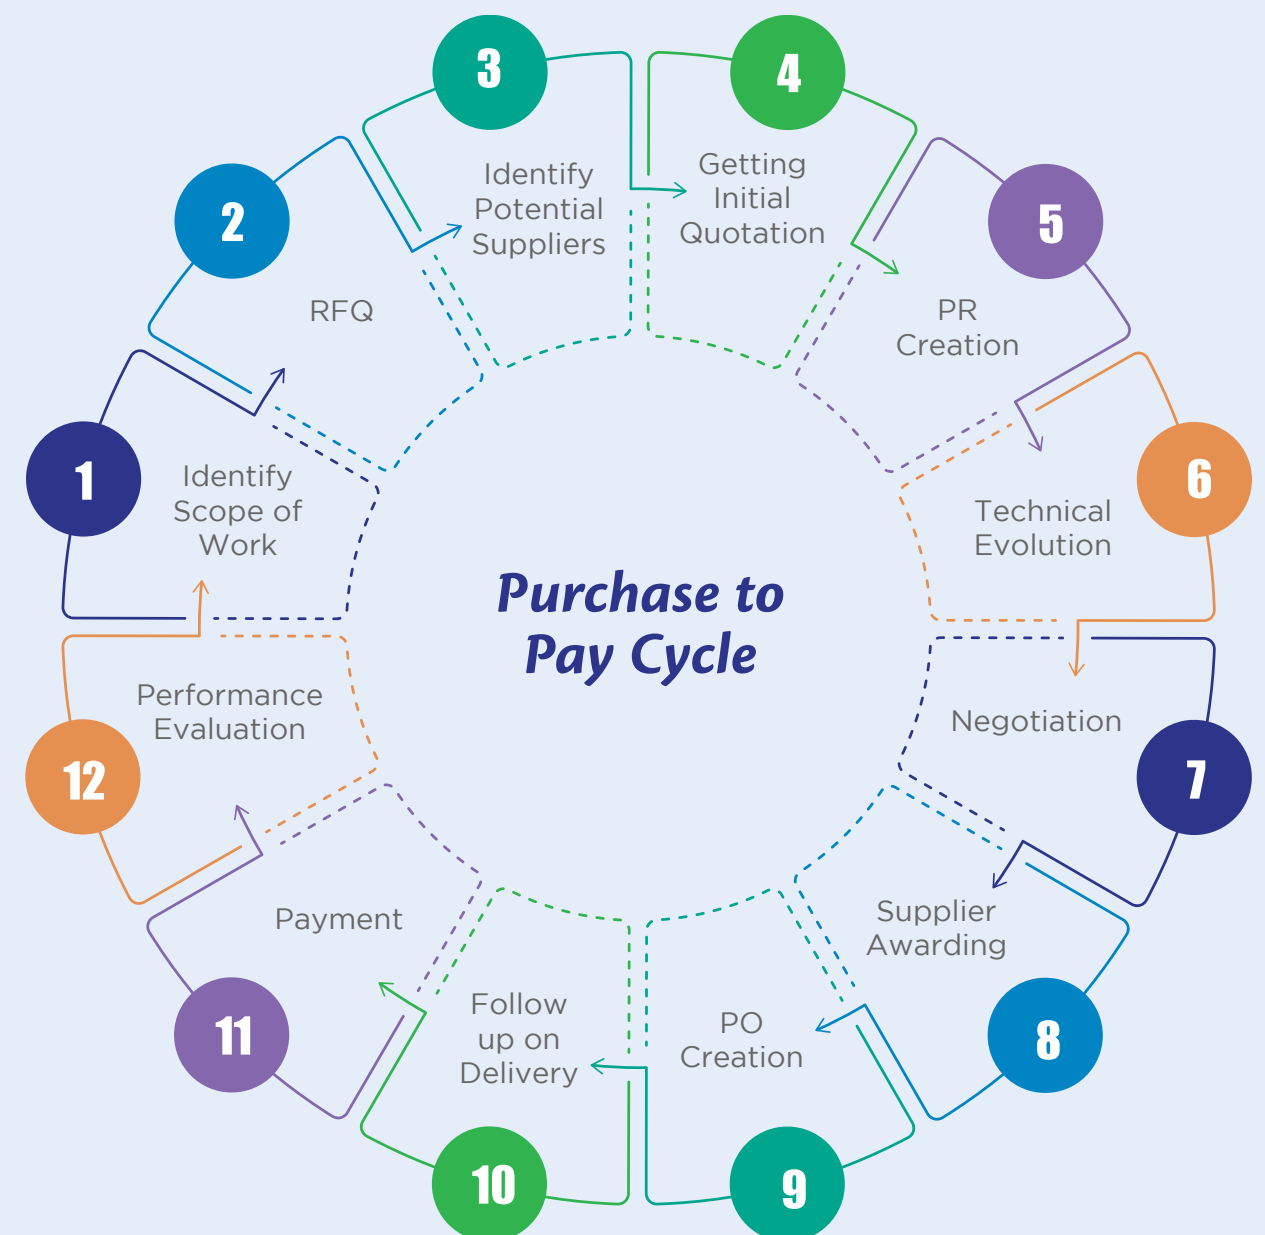 Purchase to
Pay Cycle
1
Identify
Scope of
Work
2
RFQ
3
Identify
Potential
Suppliers
4
Getting
Initial
Quotation
5
PR
Creation
6
Technical
Evolution
7
Negotiation
8
Supplier
Awarding
9
PO
Creation
10
Follow
up on
Delivery
11
Payment
12
Performance
Evaluation